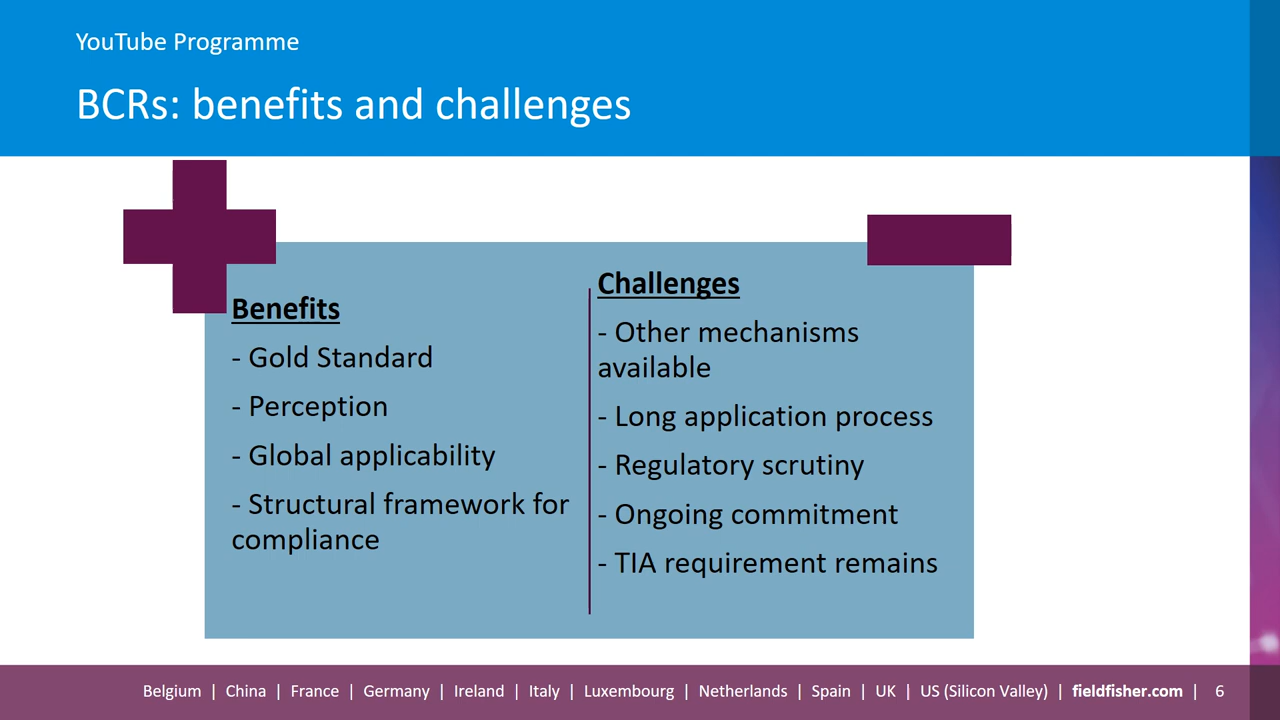 YouTube Programme
BCRs: benefits and challenges
Benefits
- Gold Standard
- Perception
- Global applicability
- Structural framework for
compliance
Challenges
- Other mechanisms
available
- Long application process
- Regulatory scrutiny
- Ongoing commitment
- TIA requirement remains
Belgium | China | France | Germany | Ireland | Italy | Luxembourg | Netherlands | Spain | UK | US (Silicon Valley) | fieldfisher.com | 6